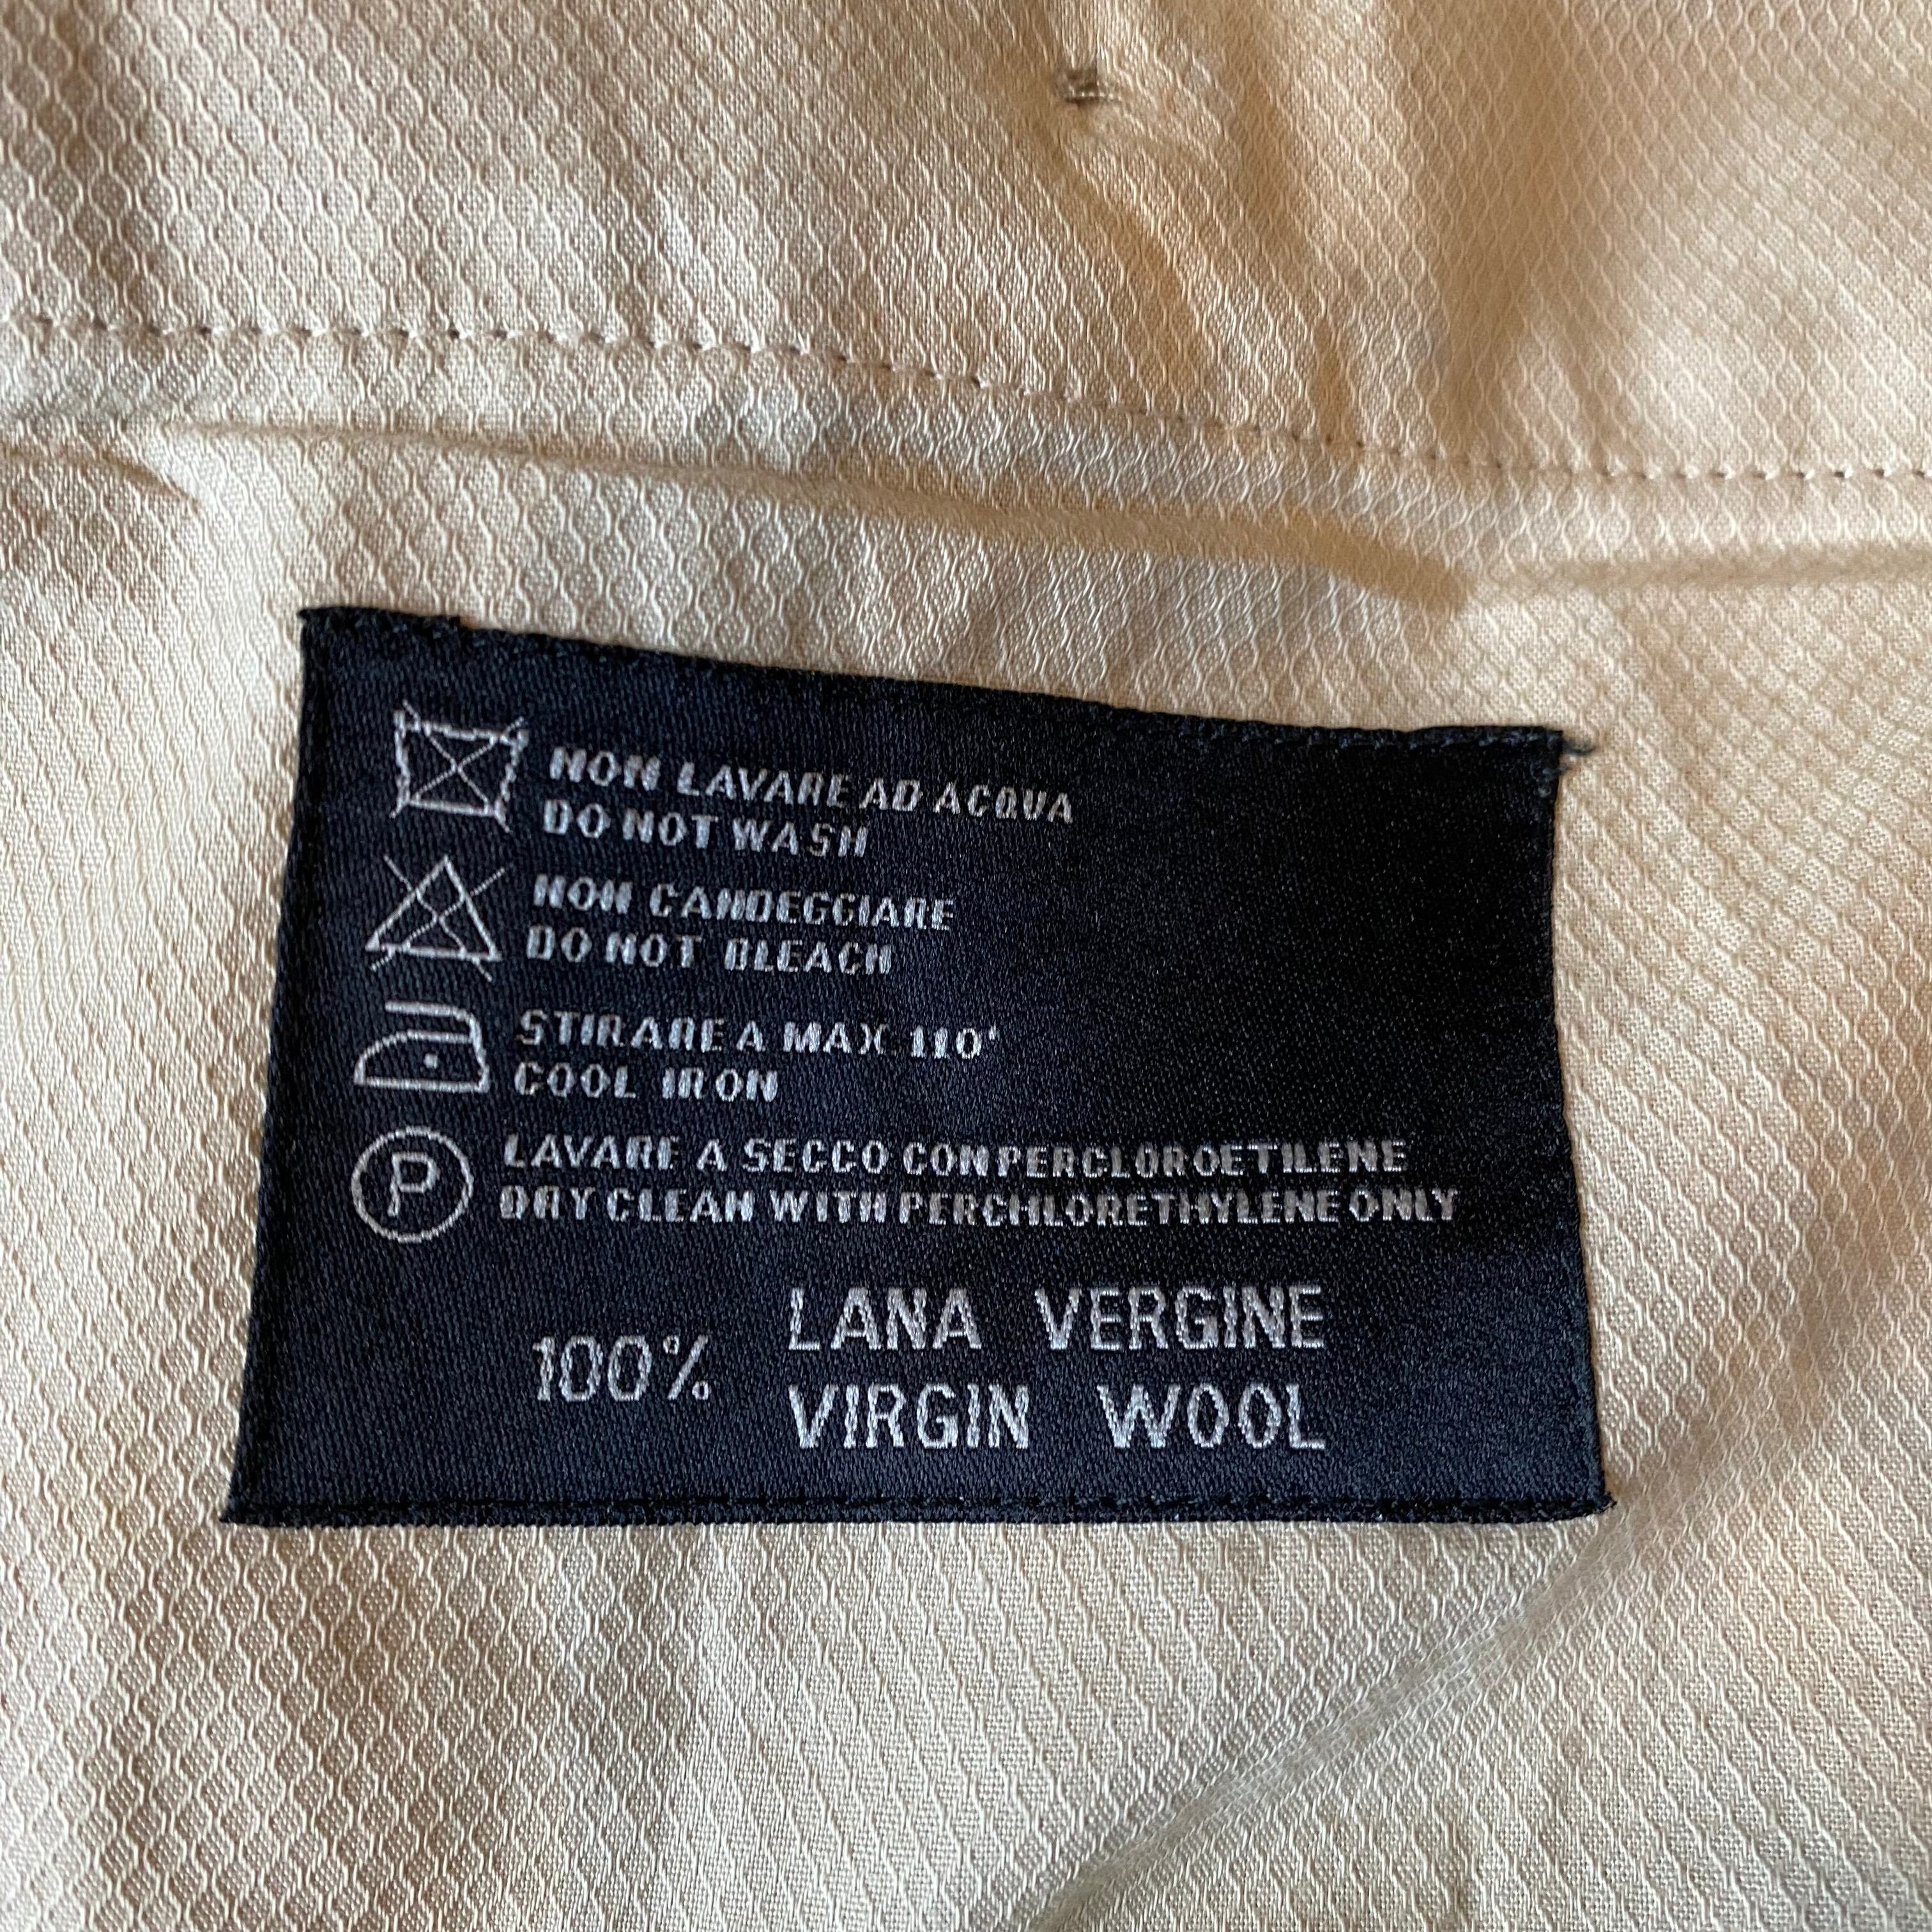 NON LAVARE AD ACQUA
DO NOT WASH
NON CANDEGGIARE
DO NOT BLEACH
STIRARE A MAX 110°
COOL IRON
P
LAVARE A SECCO CON PERCLOROETILENE
DRY CLEAN WITH PERCHLORETHYLENE ONLY
100% LANA VERGINE
VIRGIN WOOL